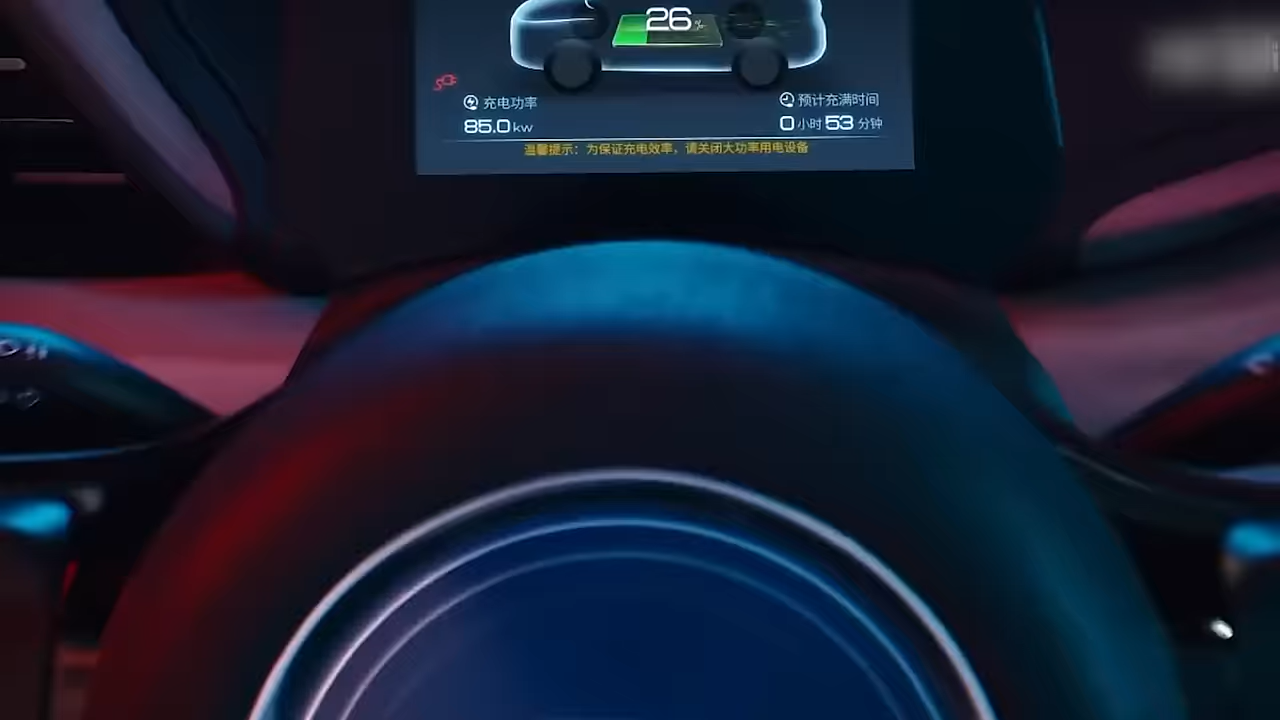 26%
充电功率
预计充满时间
85.0kw
0小时53分钟
温馨提示：为保证充电效率，请关闭大功率用电设备